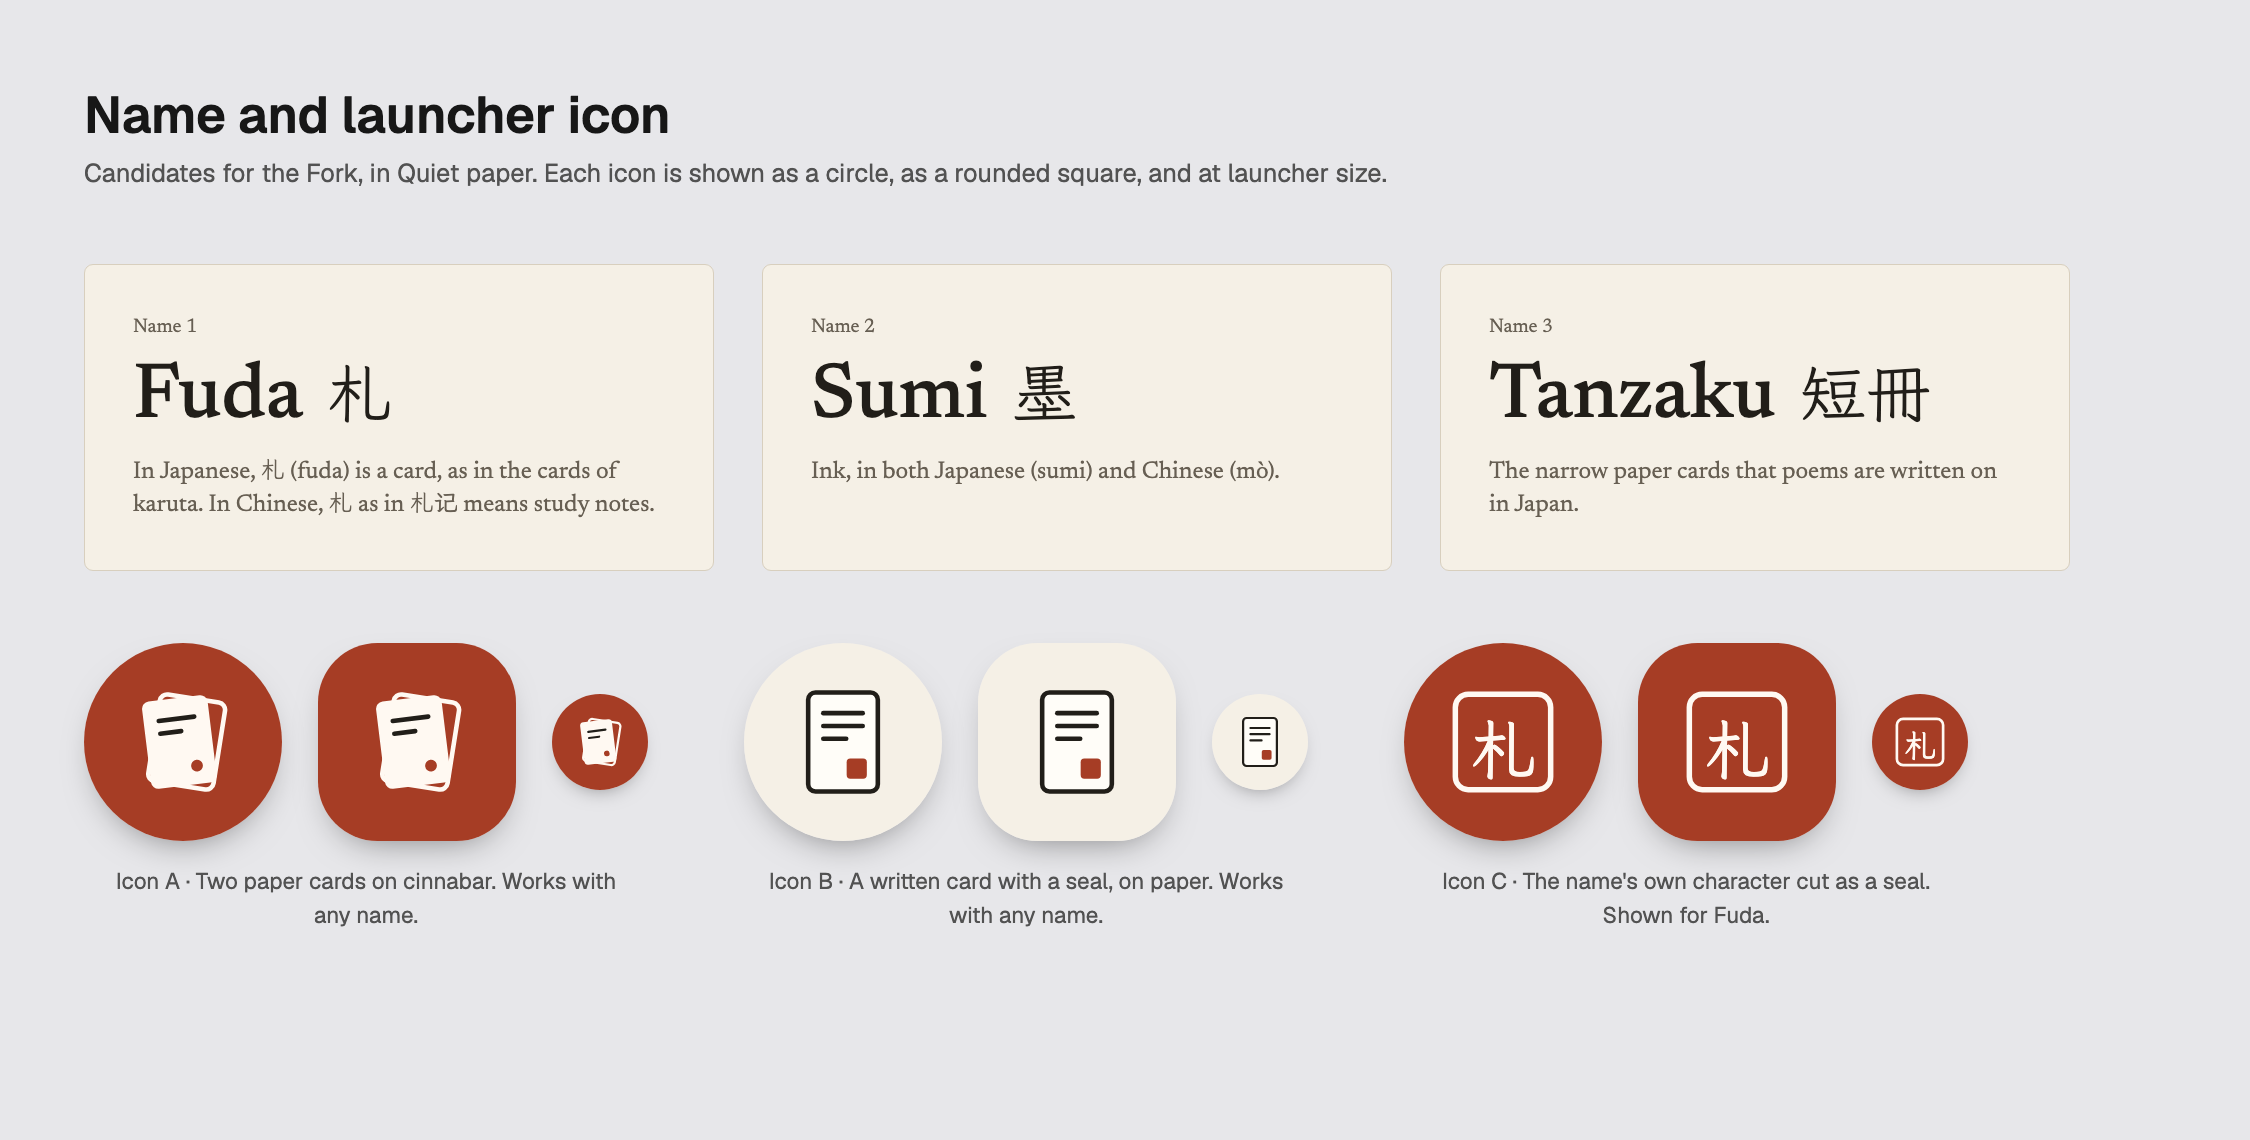 Name and launcher icon
Candidates for the Fork, in Quiet paper. Each icon is shown as a circle, as a rounded square, and at launcher size.
Name 1
Fuda 札
In Japanese, 札 (fuda) is a card, as in the cards of
karuta. In Chinese, 札 as in 札记 means study notes.
Name 2
Sumi 墨
Ink, in both Japanese (sumi) and Chinese (mò).
Name 3
Tanzaku 短冊
The narrow paper cards that poems are written on
in Japan.
Icon A · Two paper cards on cinnabar. Works with
any name.
Icon B · A written card with a seal, on paper. Works
with any name.
札
札
札
Icon C · The name's own character cut as a seal.
Shown for Fuda.